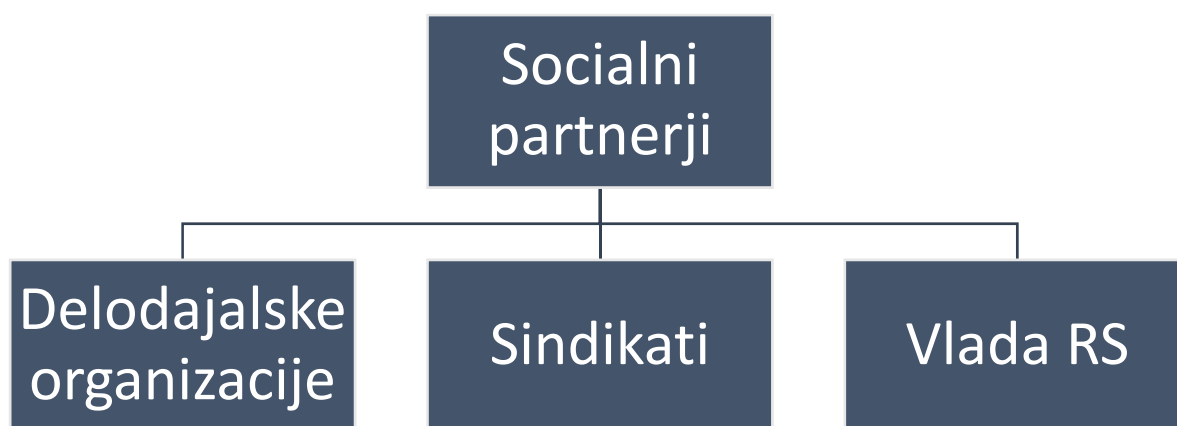 Socialni
partnerji
Delodajalske
organizacije
Sindikati
Vlada RS